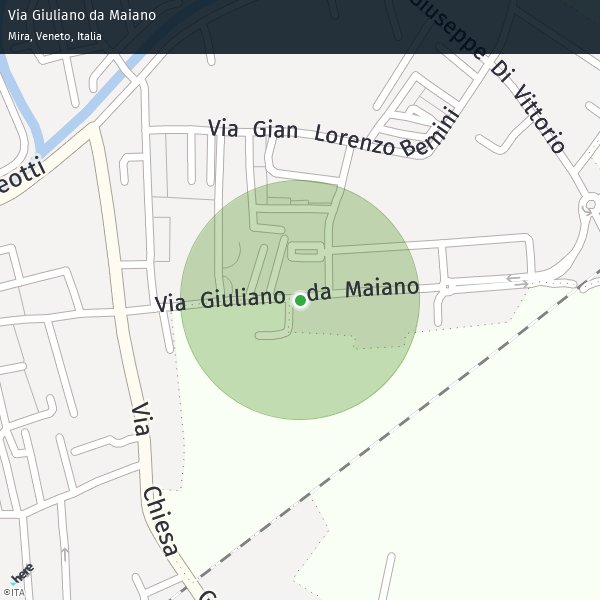 Via Giuliano da Maiano
Mira, Veneto, Italia
Giuseppe Di Vittorio
Via Gian Lorenzo Bernini
eotti
Via Giuliano da Maiano
Via Chiesa G
here
©ITA